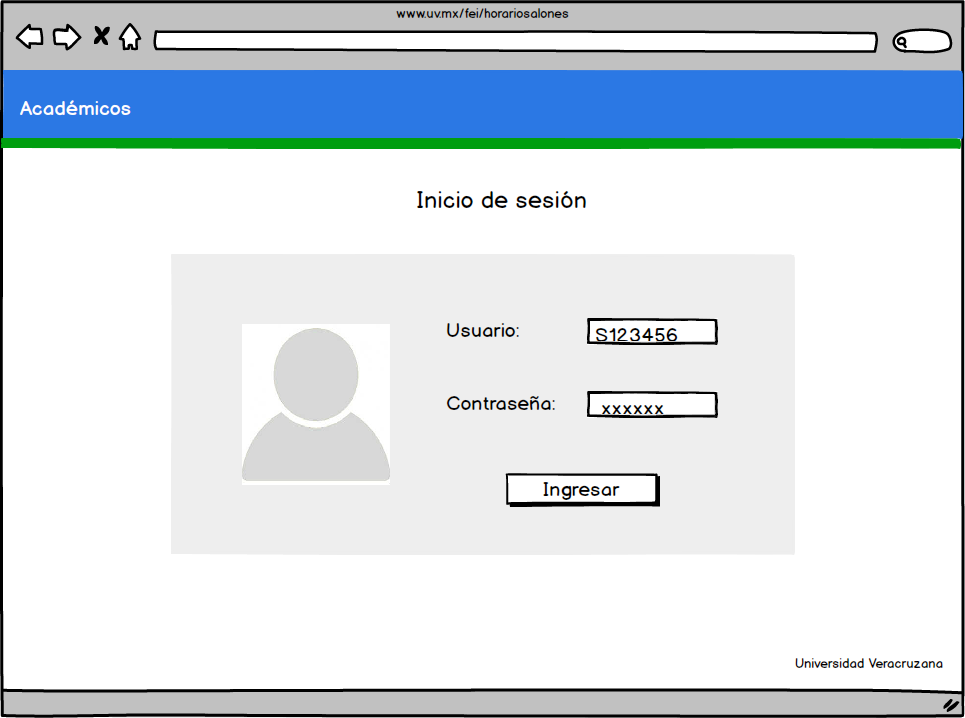 www.uv.mx/fei/horariosalones
Académicos
Inicio de sesión
Usuario: S123456
Contraseña: xxxxxx
Ingresar
Universidad Veracruzana